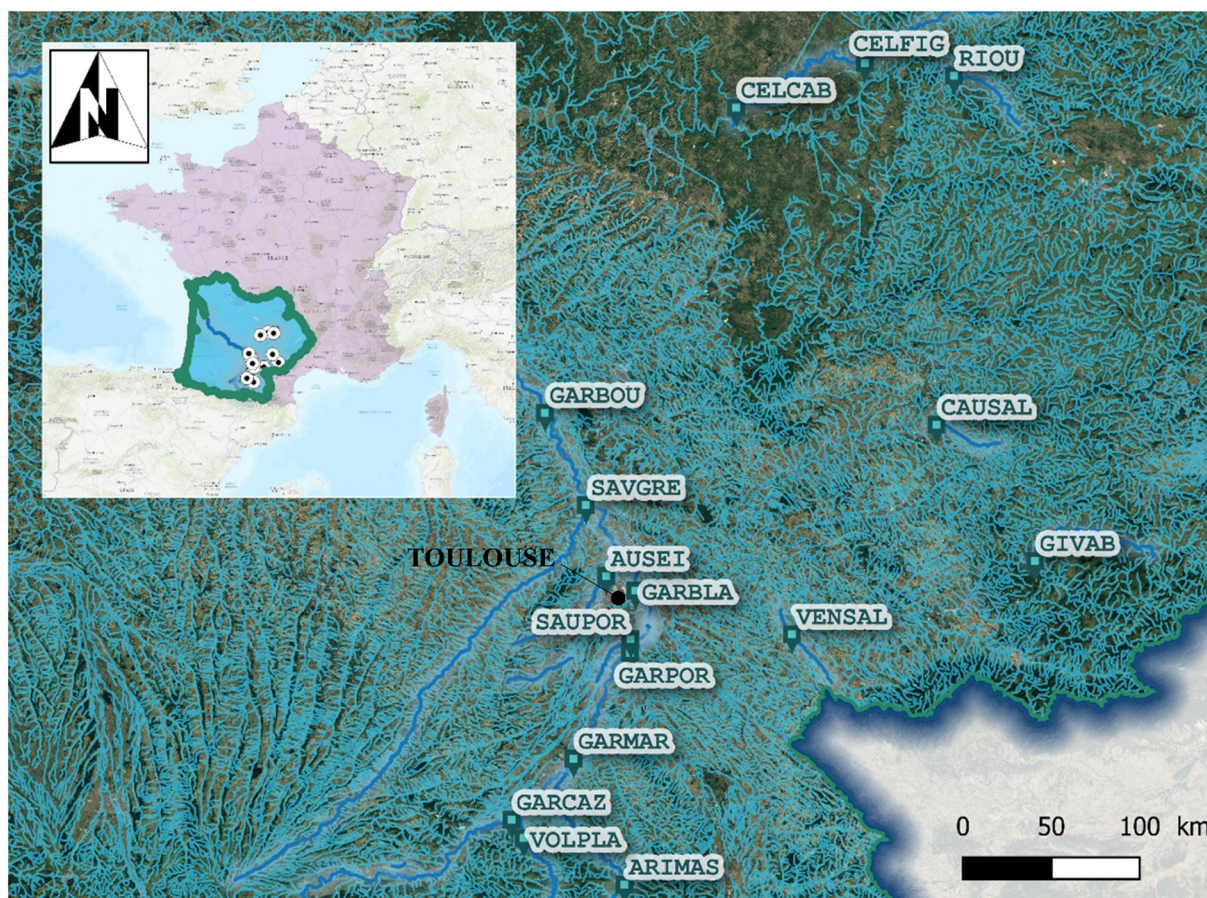 N
CELFIG
RIOU
CELCAB
FRANCE
GARBOU
CAUSAL
SAVGRE
TOULOUSE
AUSEI
GIVAB
GARBLA
SAUPOR
VENSAL
GARPOR
GARMAR
GARCAZ
VOLPLA
ARIMAS
0 50 100 km